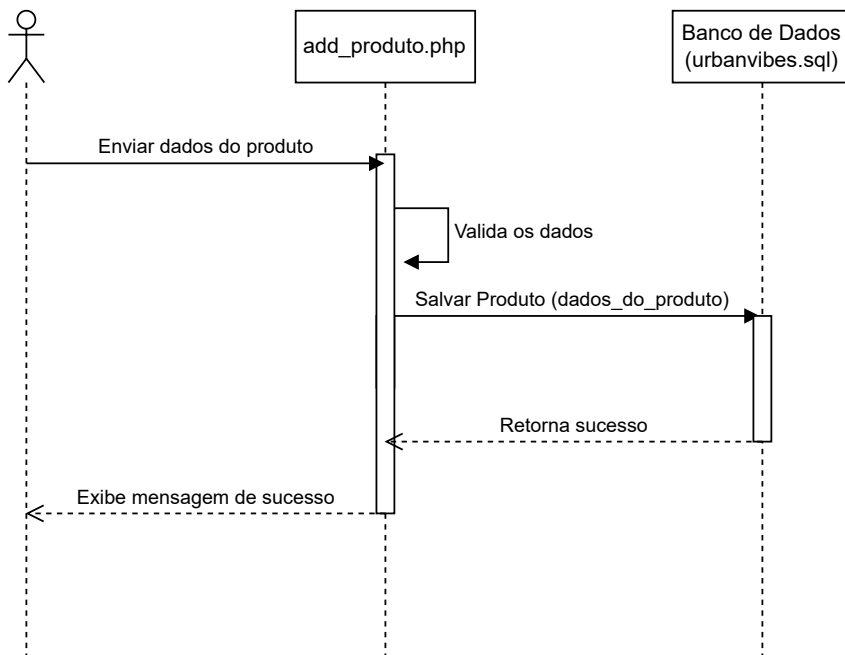 add_produto.php
Banco de Dados
(urbanvibes.sql)
Enviar dados do produto
Valida os dados
Salvar Produto (dados_do_produto)
Retorna sucesso
Exibe mensagem de sucesso